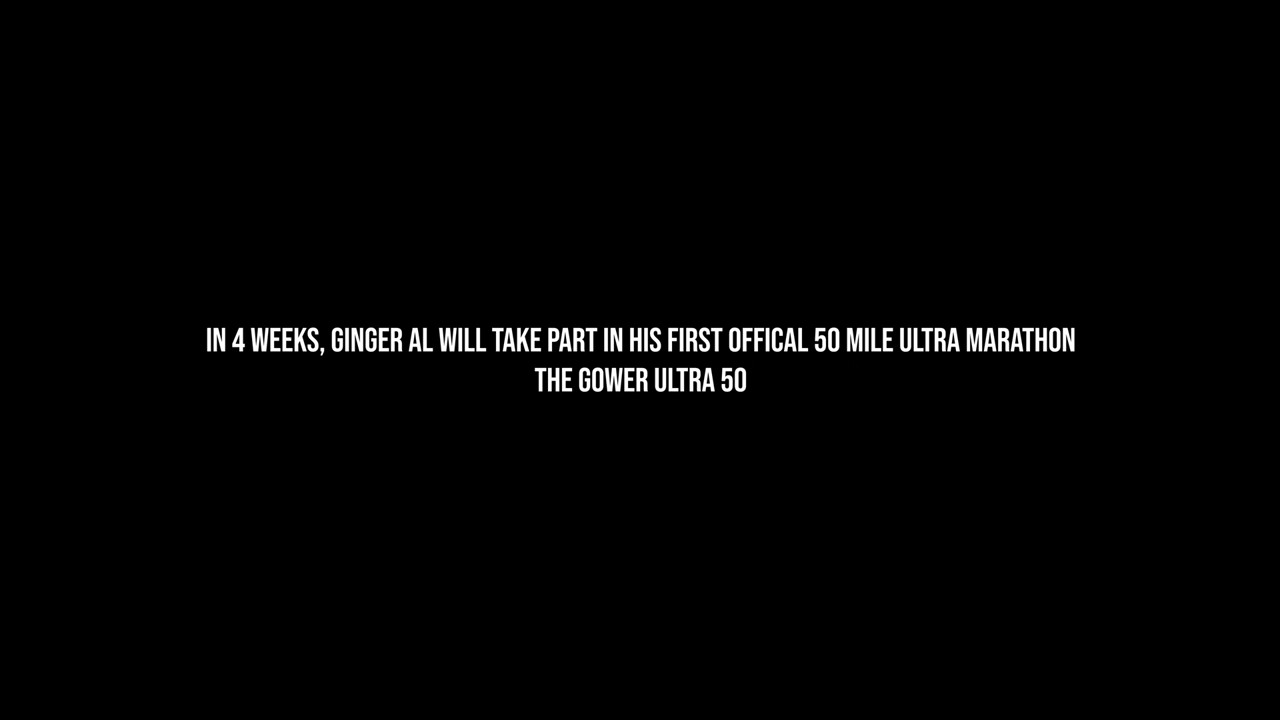 IN 4 WEEKS, GINGER AL WILL TAKE PART IN HIS FIRST OFFICAL 50 MILE ULTRA MARATHON
THE GOWER ULTRA 50